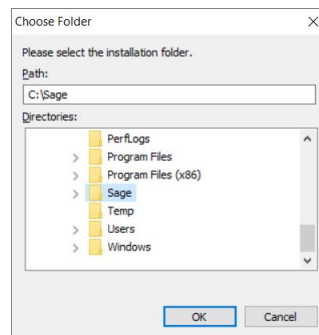 Choose Folder
Please select the installation folder.
Path:
C:\Sage
Directories:
PerfLogs
Program Files
Program Files (x86)
Sage
Temp
Users
Windows
OK Cancel